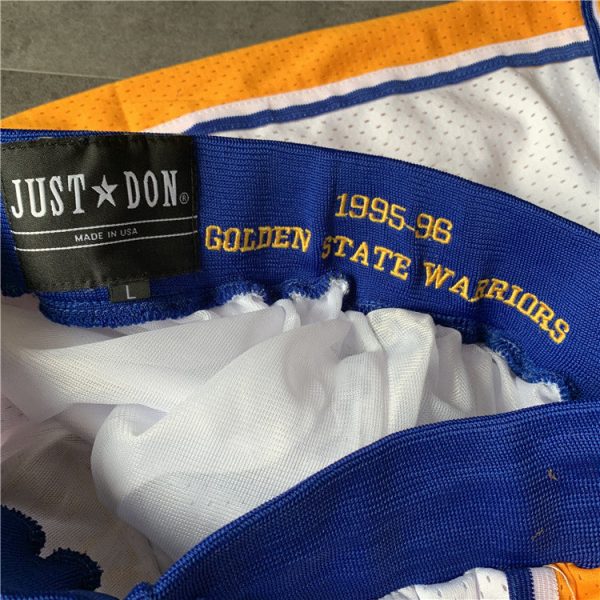 JUST★DON®
MADE IN USA
L
1995-96
GOLDEN STATE WARRIORS